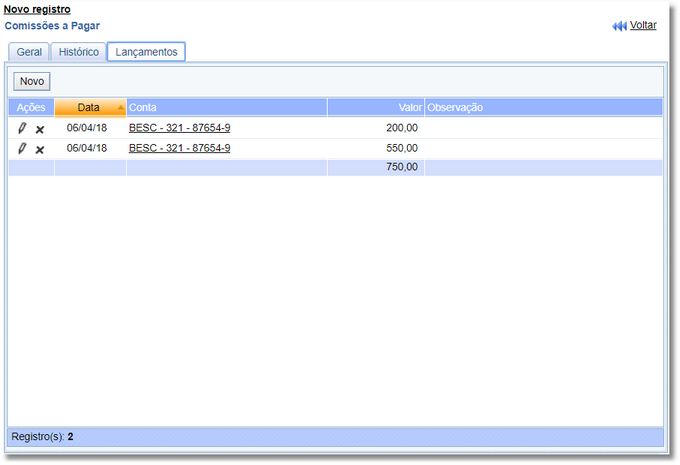 Novo registro
Comissões a Pagar
Voltar
Geral Histórico Lançamentos
Novo
Ações Data Conta Valor Observação
06/04/18 BESC - 321 - 87654-9 200,00
06/04/18 BESC - 321 - 87654-9 550,00
750,00
Registro(s): 2